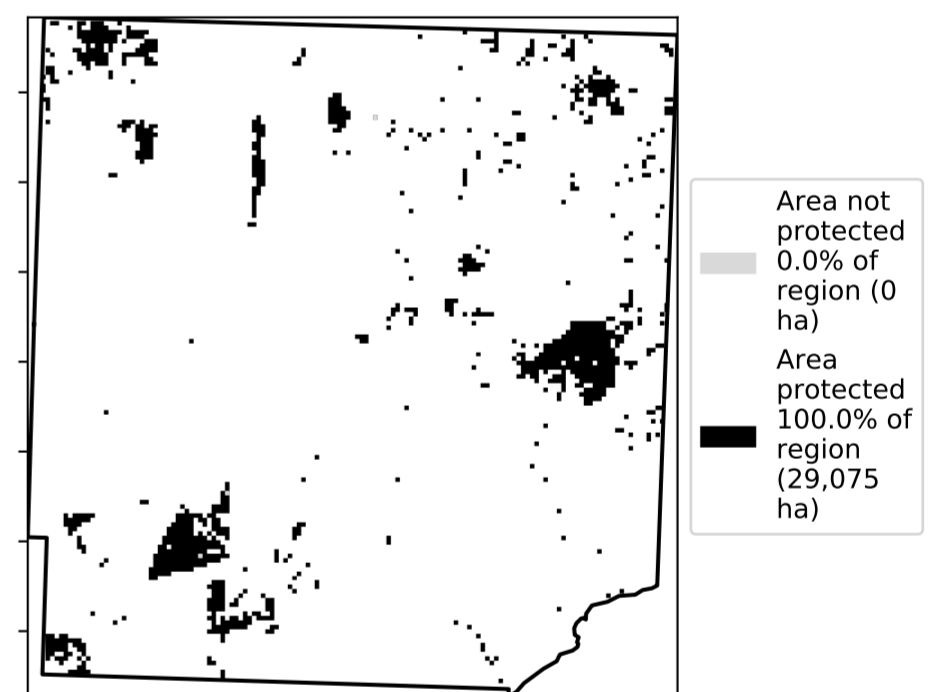 Area not
protected
0.0% of
region (0
ha)
Area
protected
100.0% of
region
(29,075
ha)